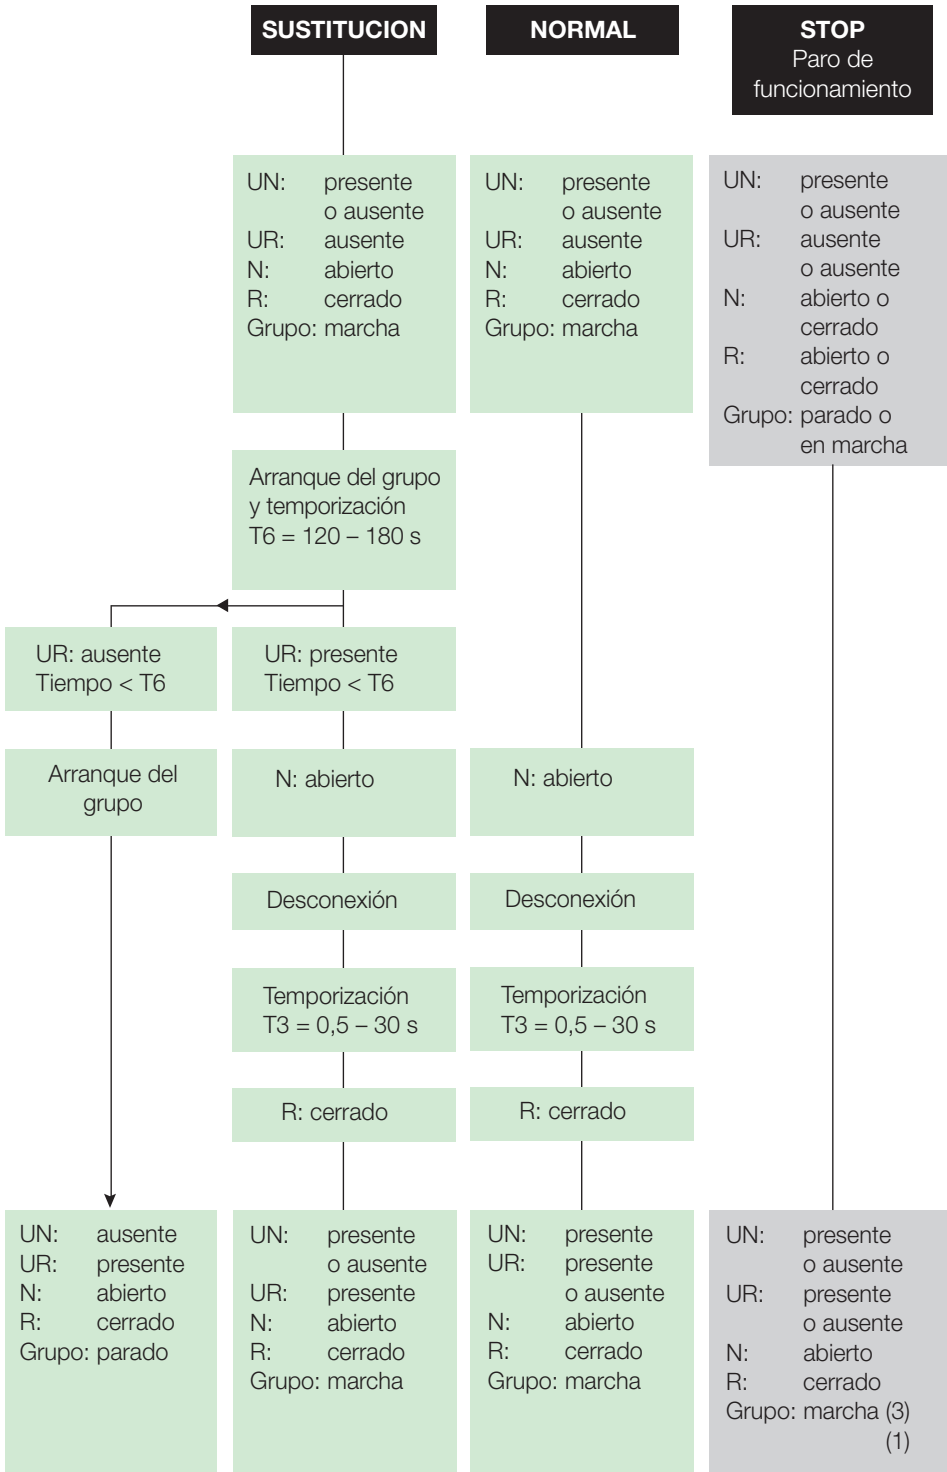 SUSTITUCION
NORMAL
STOP
Paro de
funcionamiento
UN: presente
o ausente
UR: ausente
N: abierto
R: cerrado
Grupo: marcha
UN: presente
o ausente
UR: ausente
N: abierto
R: cerrado
Grupo: marcha
UN: presente
o ausente
UR: ausente
o ausente
N: abierto o
cerrado
R: abierto o
cerrado
Grupo: parado o
en marcha
Arranque del grupo
y temporización
T6 = 120 – 180 s
UR: ausente
Tiempo < T6
UR: presente
Tiempo < T6
Arranque del
grupo
N: abierto
N: abierto
Desconexión
Desconexión
Temporización
T3 = 0,5 – 30 s
Temporización
T3 = 0,5 – 30 s
R: cerrado
R: cerrado
UN: ausente
UR: presente
N: abierto
R: cerrado
Grupo: parado
UN: presente
o ausente
UR: presente
N: abierto
R: cerrado
Grupo: marcha
UN: presente
UR: presente
o ausente
N: abierto
R: cerrado
Grupo: marcha
UN: presente
o ausente
UR: presente
o ausente
N: abierto
R: cerrado
Grupo: marcha (3)
(1)